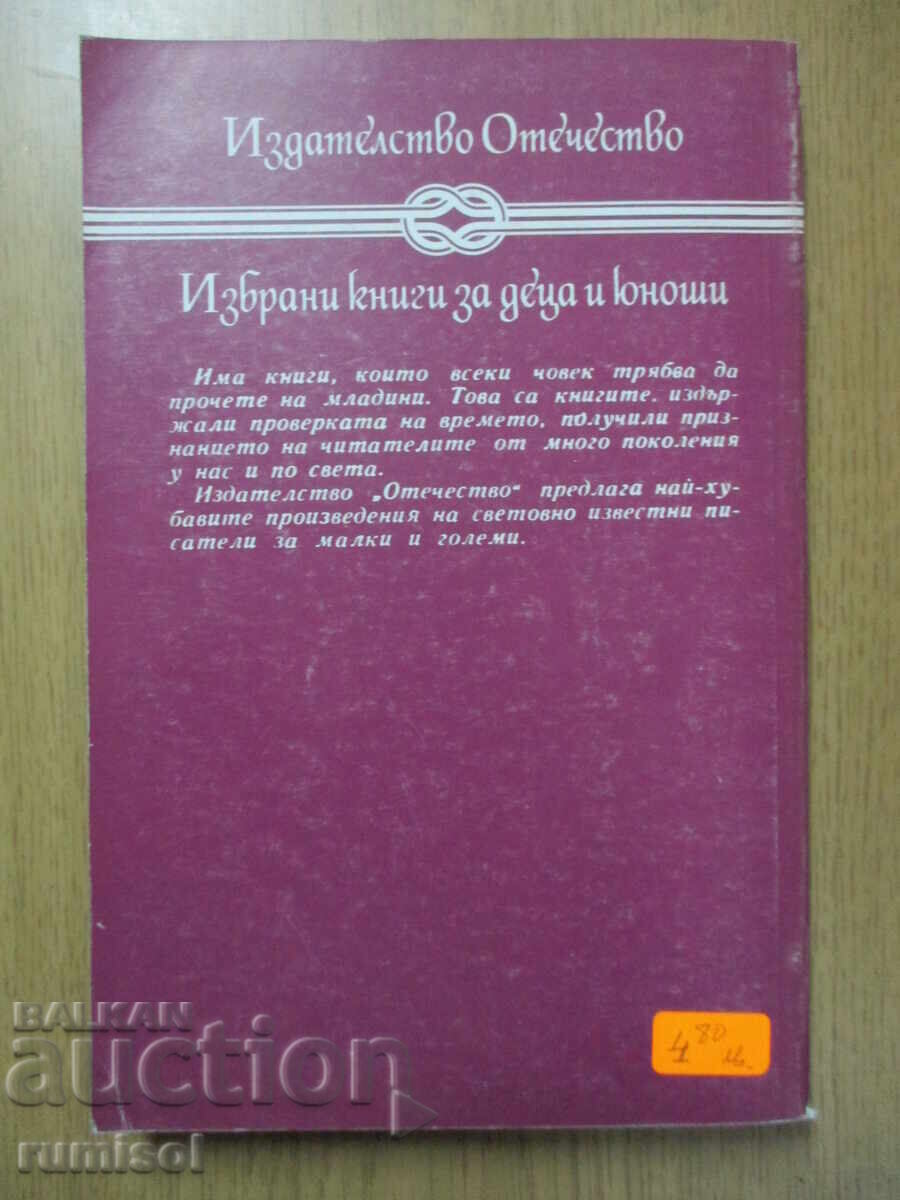 Издателство Отечество
Избрани книги за деца и юноши
Има книги, които всеки човек трябва да
прочете на младини. Това са книгите, издър-
жали проверката на времето, получили приз-
нанието на читателите от много поколения
у нас и по света.
Издателство „Отечество“ предлага най-ху-
бавите произведения на световно известни пи-
сатели за малки и големи.
4 80 лв.
BALKAN
auction
rumisol